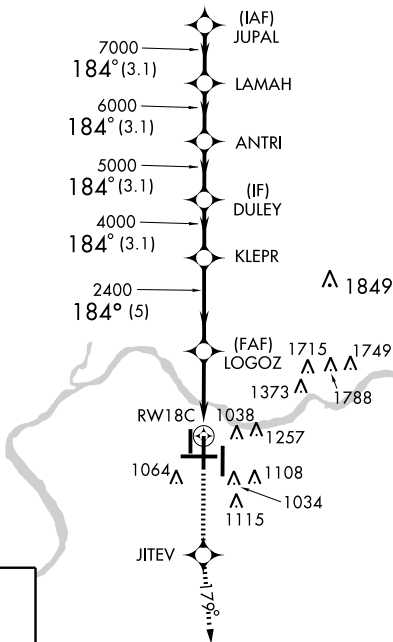 (IAF)
JUPAL
7000
184° (3.1)
LAMAH
6000
184° (3.1)
ANTRI
5000
184° (3.1)
(IF)
DULEY
4000
184° (3.1)
KLEPR
1849
2400
184° (5)
(FAF)
LOGOZ
1715
1749
1373
1788
RW18C
1038
1257
1064
1108
1034
1115
JITEV
179°